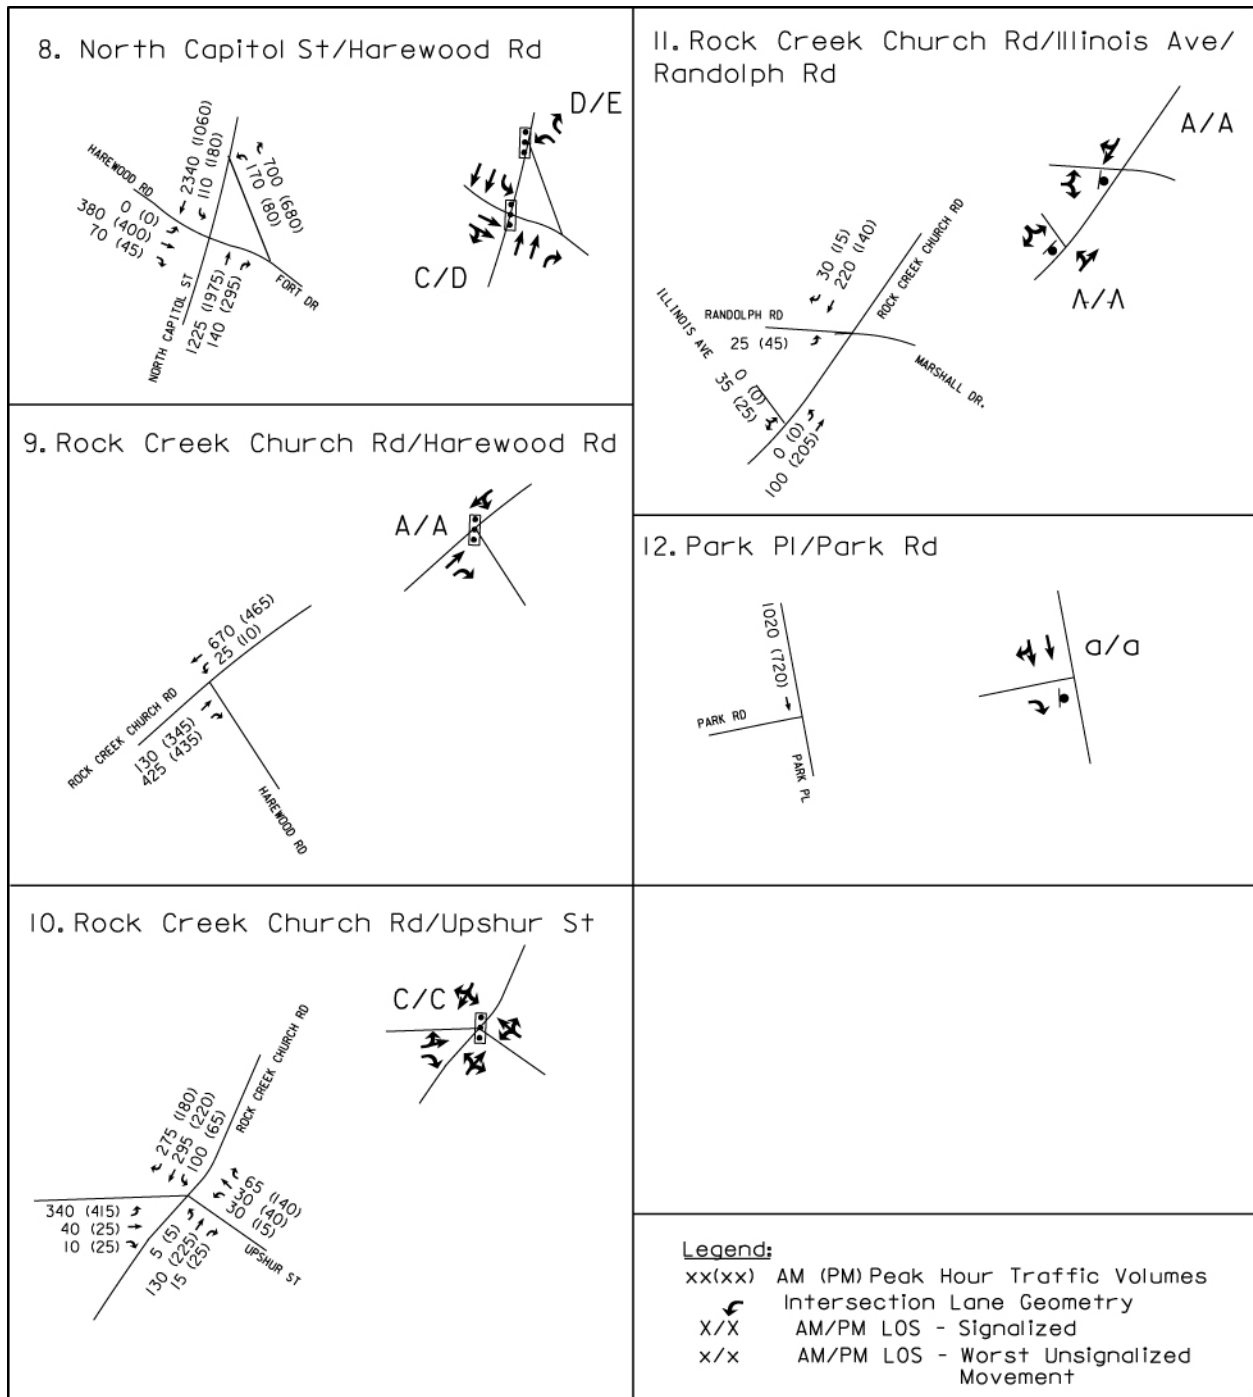 8. North Capitol St/Harewood Rd
D/E
HAREWOOD RD
2340 (1060)
110 (180)
700 (680)
170 (80)
0 (0)
380 (400)
70 (45)
C/D
FORT DR
NORTH CAPITOL ST
1225 (1975)
140 (295)
9. Rock Creek Church Rd/Harewood Rd
A/A
670 (465)
25 (10)
ROCK CREEK CHURCH RD
130 (345)
425 (435)
HAREWOOD RD
10. Rock Creek Church Rd/Upshur St
C/C
ROCK CREEK CHURCH RD
275 (180)
295 (220)
100 (65)
65 (140)
30 (40)
30 (15)
340 (415)
40 (25)
10 (25)
5 (5)
130 (225)
15 (25)
UPSHUR ST
11. Rock Creek Church Rd/Illinois Ave/
Randolph Rd
A/A
A/A
30 (15)
220 (140)
ROCK CREEK CHURCH RD
ILLINOIS AVE
RANDOLPH RD
25 (45)
MARSHALL DR.
0 (0)
35 (25)
0 (0)
100 (205)
12. Park Pl/Park Rd
1020 (720)
a/a
PARK RD
PARK PL
Legend:
xx(xx) AM (PM) Peak Hour Traffic Volumes
Intersection Lane Geometry
X/X AM/PM LOS - Signalized
x/x AM/PM LOS - Worst Unsignalized
Movement